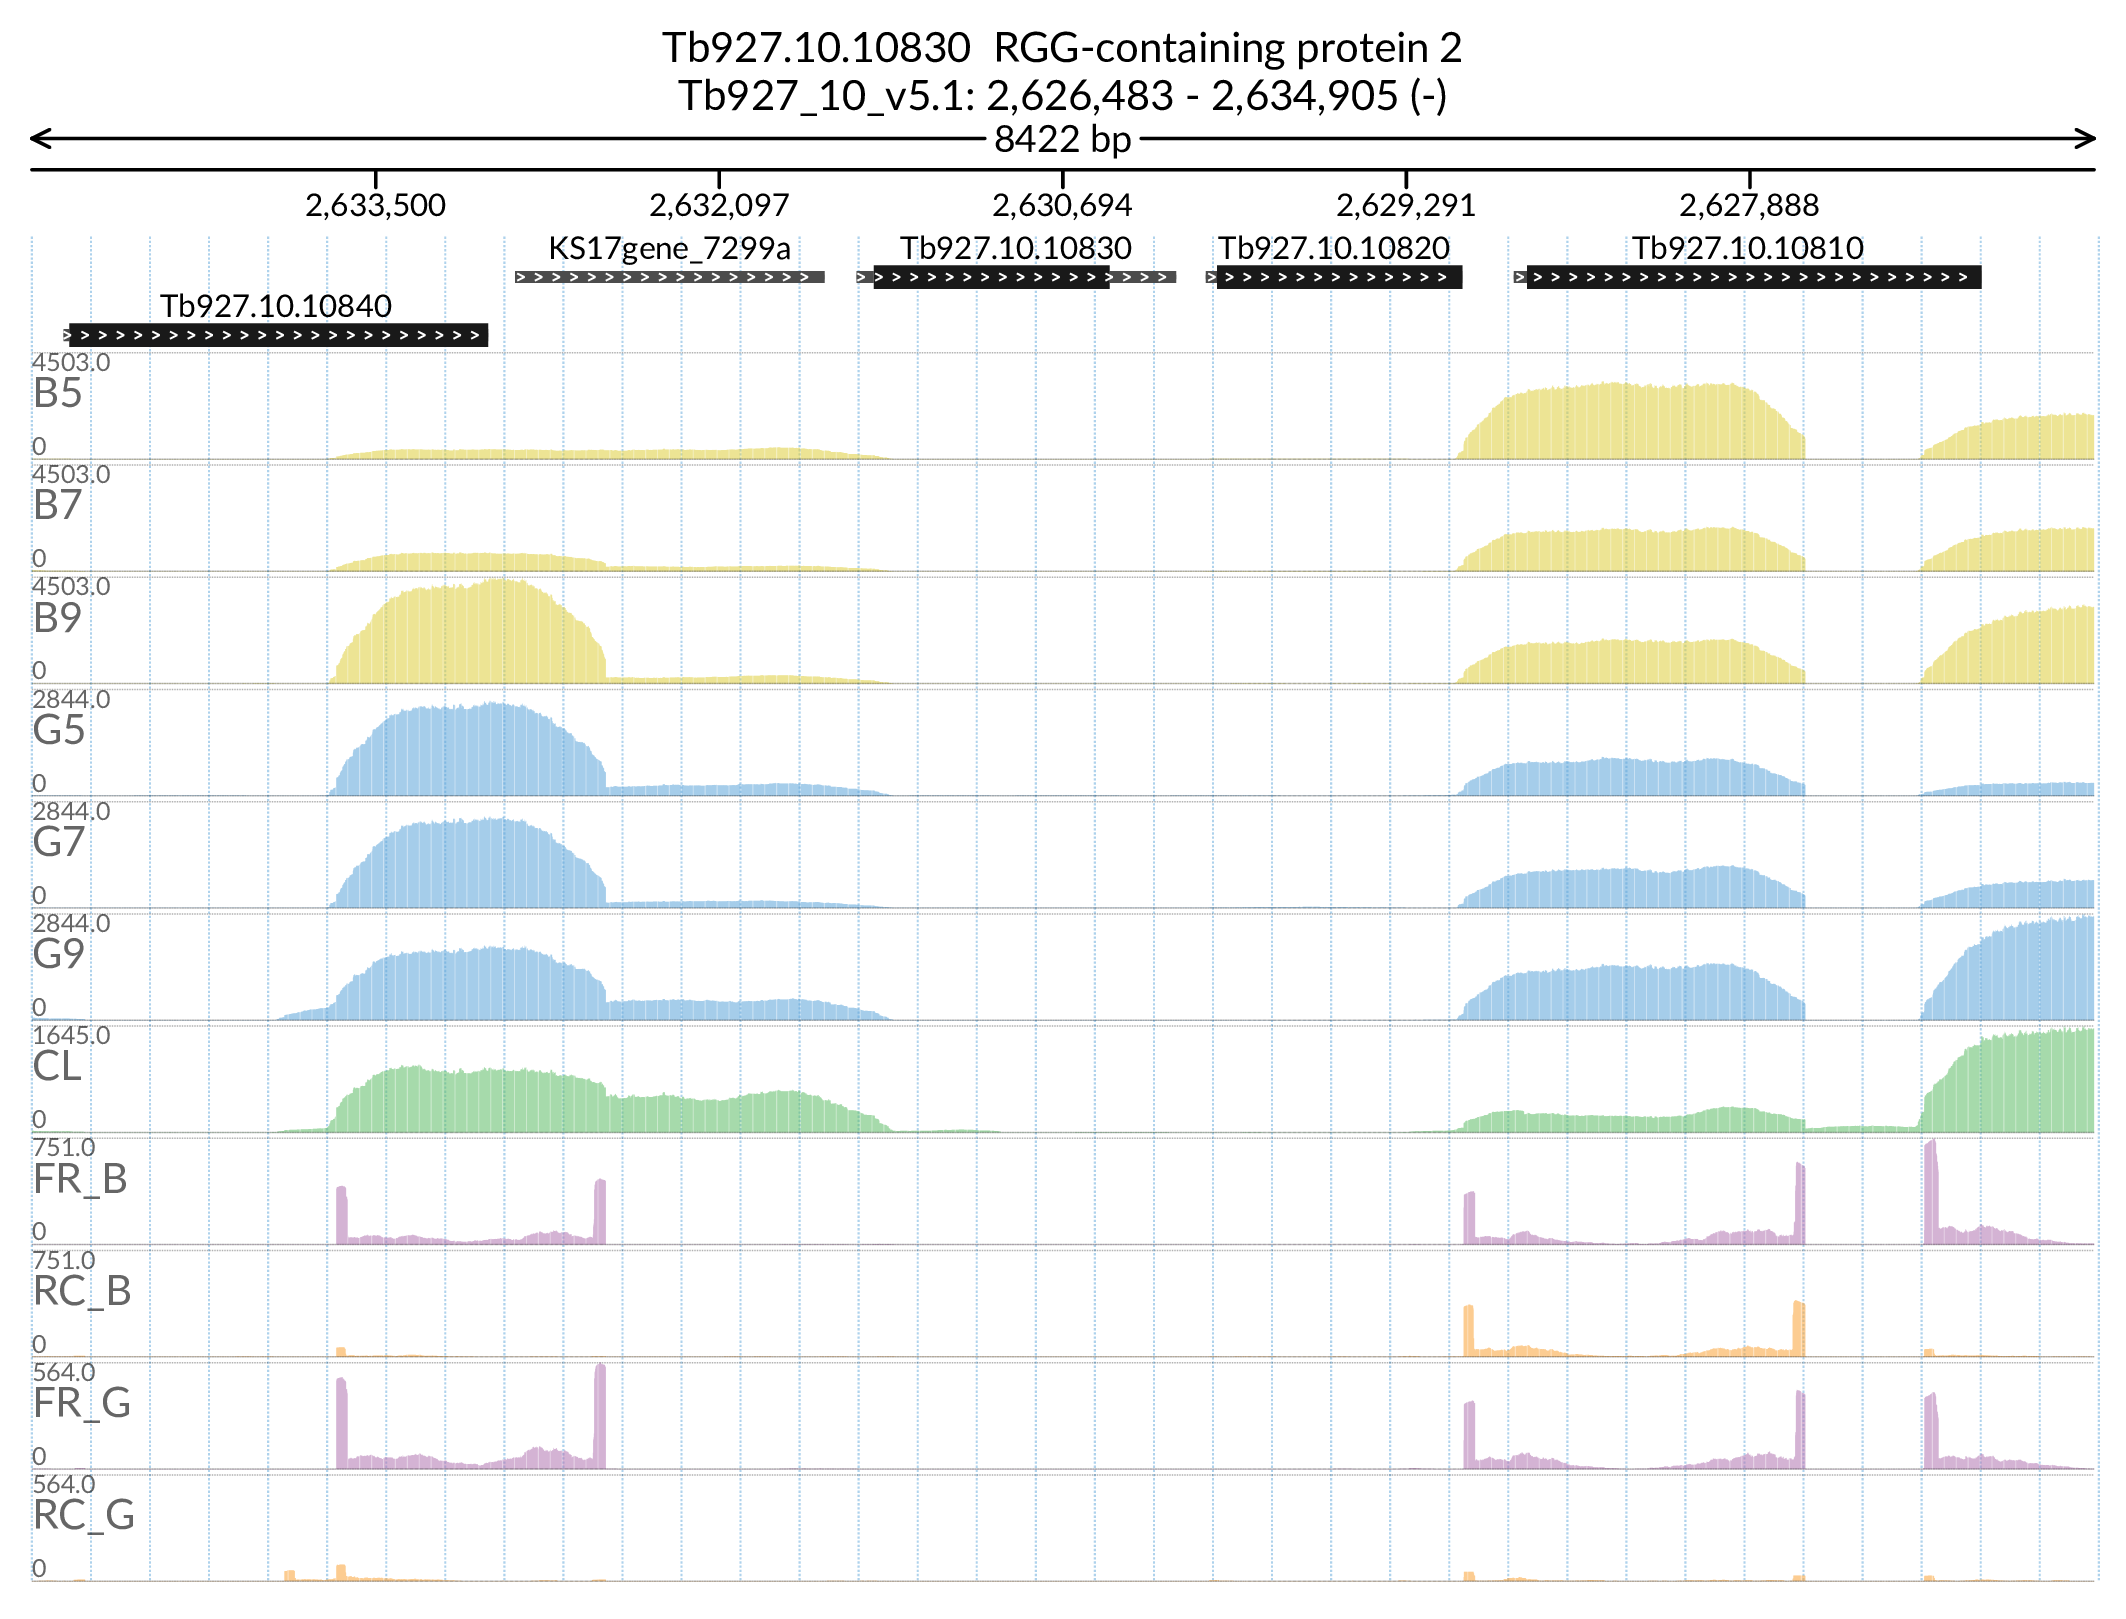 Tb927.10.10830  RGG-containing protein 2
Tb927_10_v5.1: 2,626,483 - 2,634,905 (-)
8422 bp
2,633,500 2,632,097 2,630,694 2,629,291 2,627,888
KS17gene_7299a Tb927.10.10830 Tb927.10.10820 Tb927.10.10810
Tb927.10.10840
4503.0
B5
0
4503.0
B7
0
4503.0
B9
0
2844.0
G5
0
2844.0
G7
0
2844.0
G9
0
1645.0
CL
0
751.0
FR_B
0
751.0
RC_B
0
564.0
FR_G
0
564.0
RC_G
0